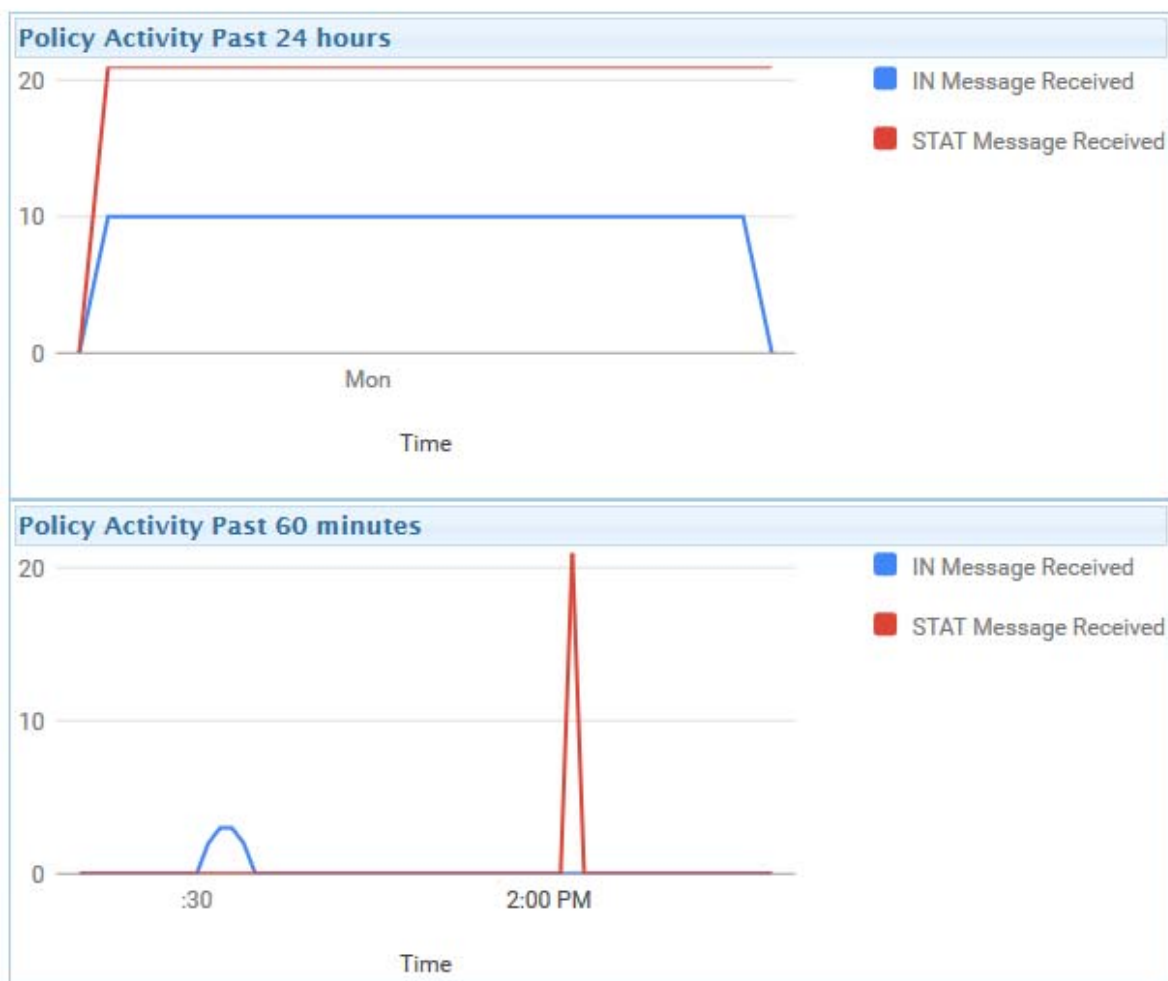 Policy Activity Past 24 hours
20
10
0
Mon
Time
IN Message Received
STAT Message Received
Policy Activity Past 60 minutes
20
10
0
:30
2:00 PM
Time
IN Message Received
STAT Message Received